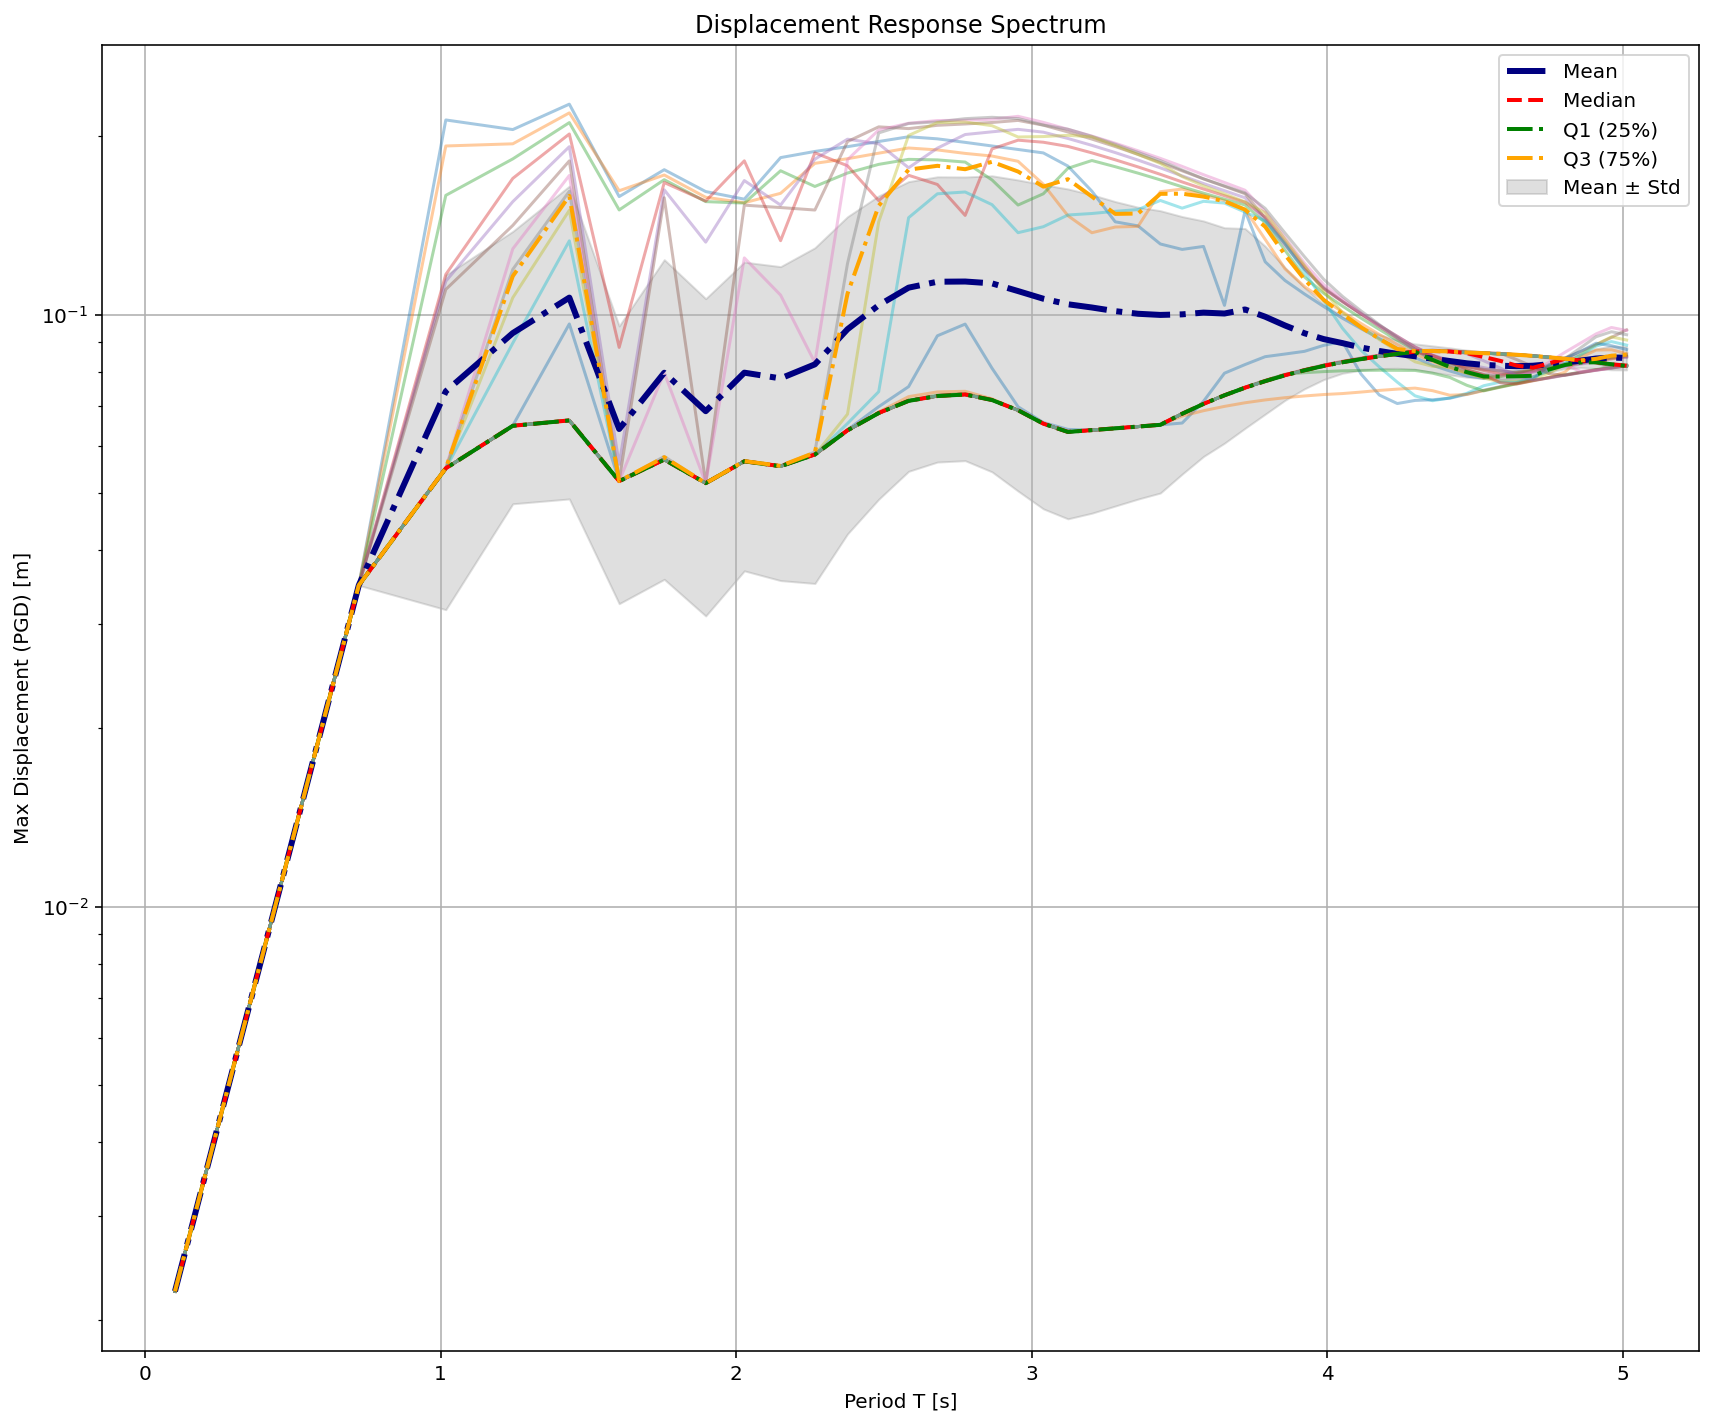 Displacement Response Spectrum
Mean
Median
Q1 (25%)
Q3 (75%)
Mean ± Std
Max Displacement (PGD) [m]
10⁻¹
10⁻²
0 1 2 3 4 5
Period T [s]